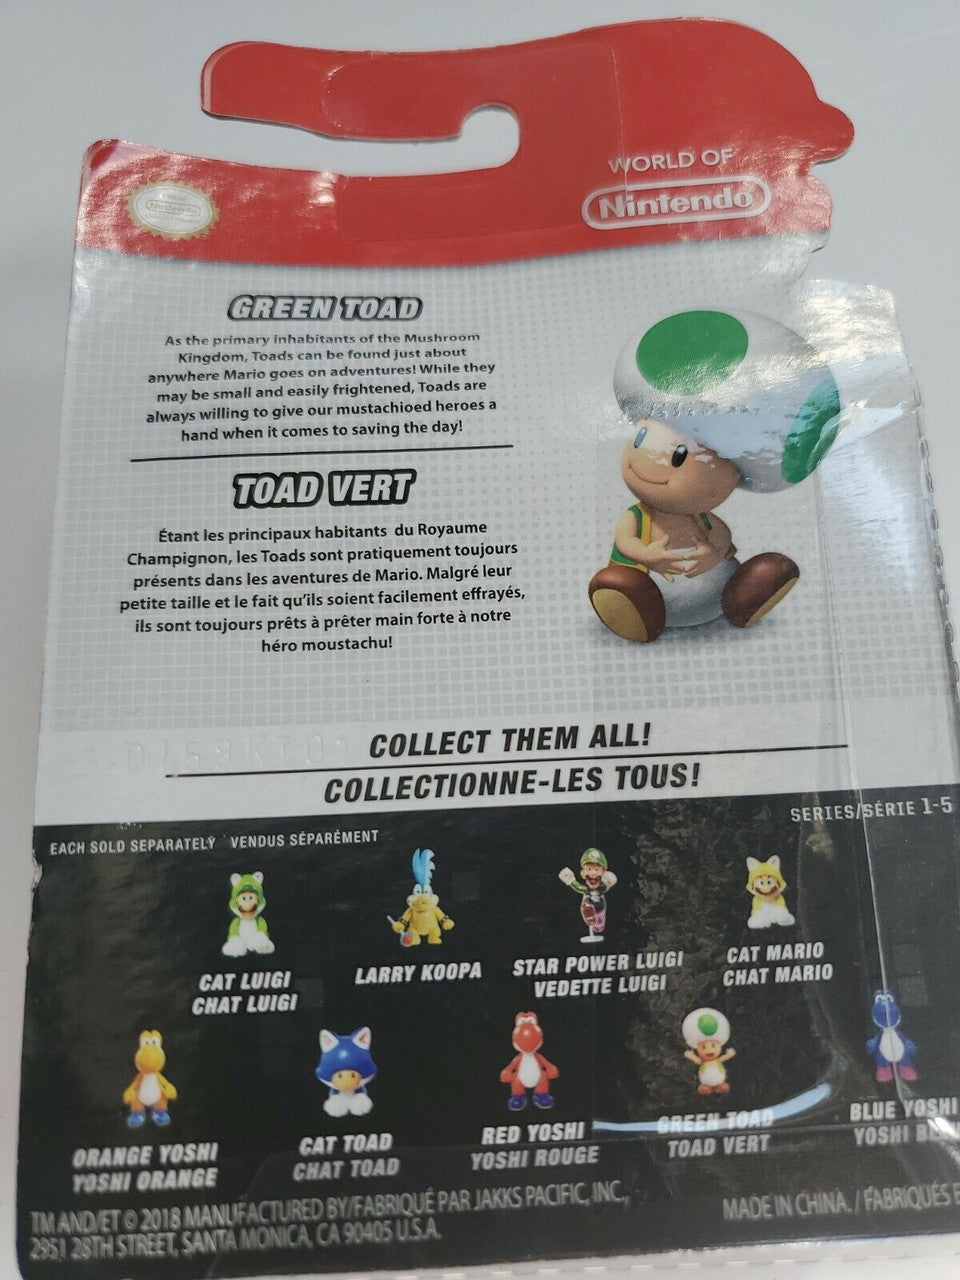 WORLD OF
Nintendo
Nintendo
GREEN TOAD
As the primary inhabitants of the Mushroom
Kingdom, Toads can be found just about
anywhere Mario goes on adventures! While they
may be small and easily frightened, Toads are
always willing to give our mustachioed heroes a
hand when it comes to saving the day!
TOAD VERT
Étant les principaux habitants du Royaume
Champignon, les Toads sont pratiquement toujours
présents dans les aventures de Mario. Malgré leur
petite taille et le fait qu'ils soient facilement effrayés,
ils sont toujours prêts à prêter main forte à notre
héro moustachu!
COLLECT THEM ALL!
COLLECTIONNE-LES TOUS!
SERIES/SÉRIE 1-5
EACH SOLD SEPARATELY VENDUS SÉPARÉMENT
CAT LUIGI
CHAT LUIGI
LARRY KOOPA
STAR POWER LUIGI
VEDETTE LUIGI
CAT MARIO
CHAT MARIO
ORANGE YOSHI
YOSHI ORANGE
CAT TOAD
CHAT TOAD
RED YOSHI
YOSHI ROUGE
GREEN TOAD
TOAD VERT
BLUE YOSHI
YOSHI
TM AND/ET © 2018 MANUFACTURED BY/FABRIQUÉ PAR JAKKS PACIFIC, INC.,
2951 28TH STREET, SANTA MONICA, CA 90405 U.S.A.
MADE IN CHINA. / FABRIQUÉS